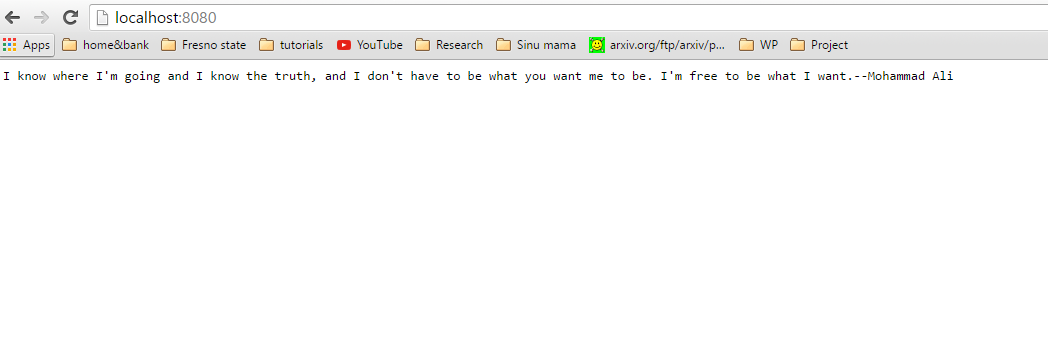 localhost:8080
Apps home&bank Fresno state tutorials YouTube Research Sinu mama arxiv.org/ftp/arxiv/p... WP Project
I know where I'm going and I know the truth, and I don't have to be what you want me to be. I'm free to be what I want.--Mohammad Ali